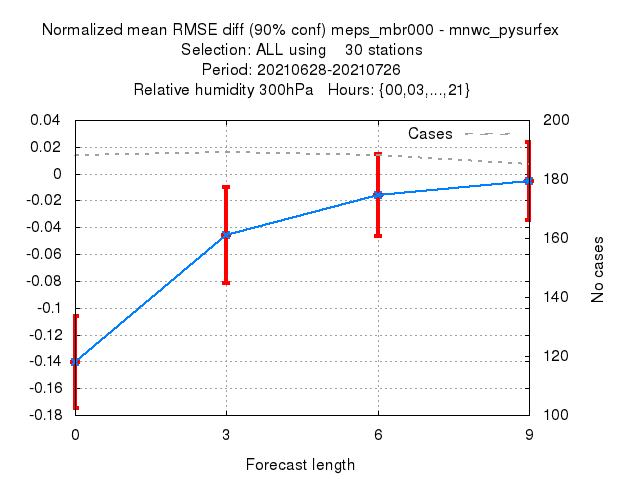 Normalized mean RMSE diff (90% conf) meps_mbr000 - mnwc_pysurfex
Selection: ALL using    30 stations
Period: 20210628-20210726
Relative humidity 300hPa   Hours: {00,03,...,21}
Cases
0.04
0.02
0
-0.02
-0.04
-0.06
-0.08
-0.1
-0.12
-0.14
-0.16
-0.18
200
180
160
140
120
100
No cases
0 3 6 9
Forecast length